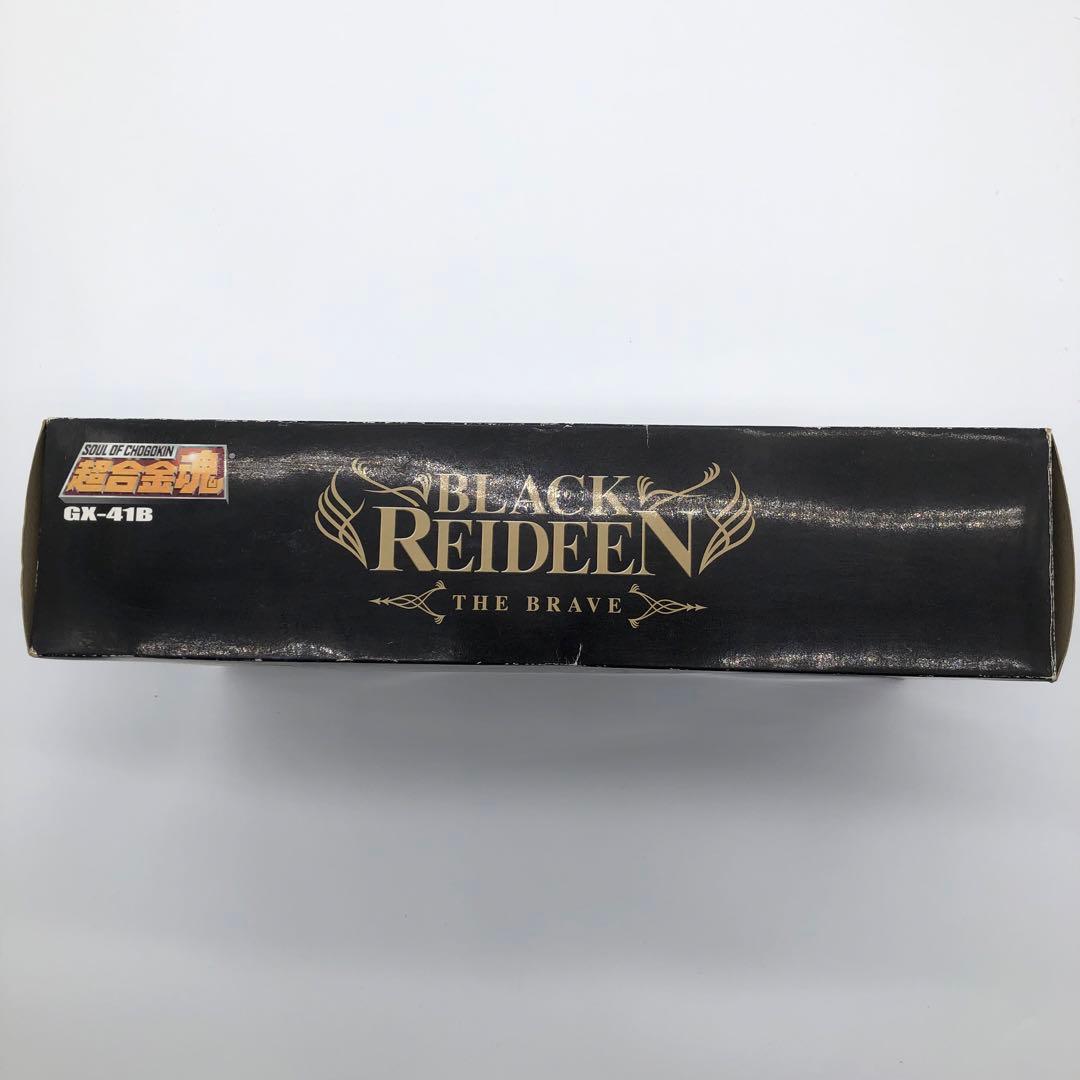 SOUL OF CHOGOKIN
超合金魂
GX-41B
BLACK
REIDEEN
THE BRAVE